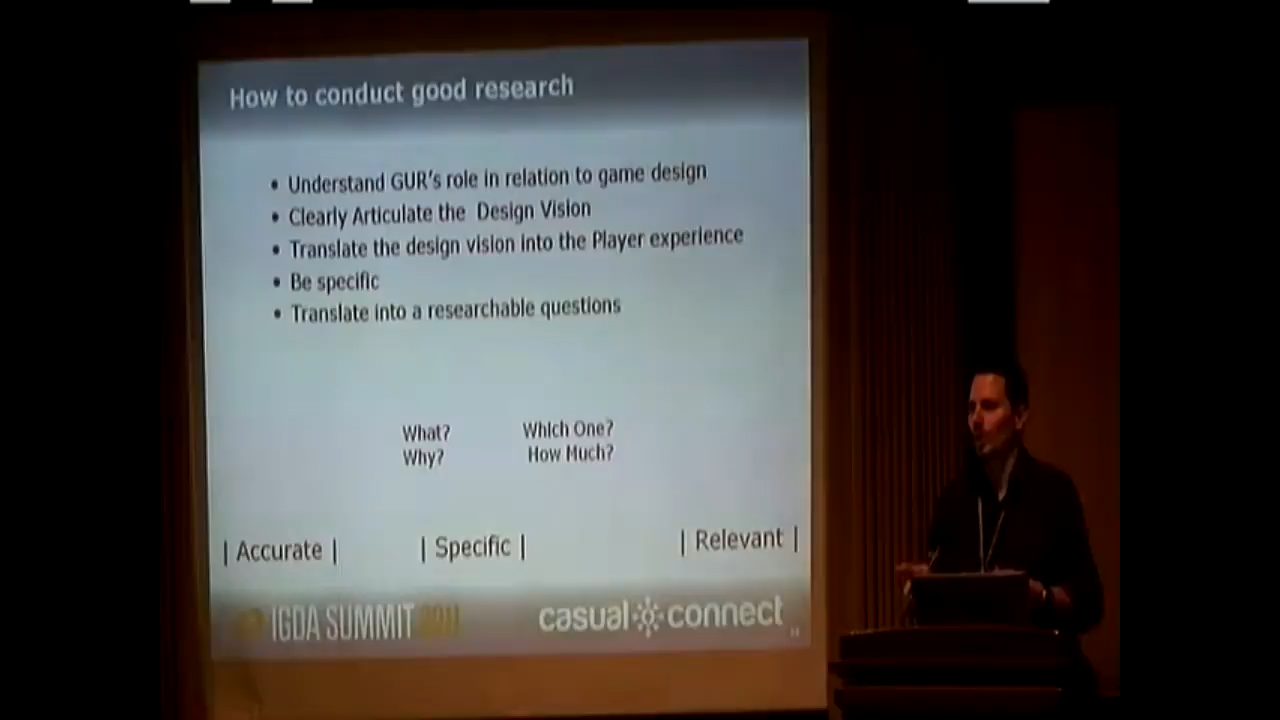 How to conduct good research
• Understand GUR's role in relation to game design
• Clearly Articulate the Design Vision
• Translate the design vision into the Player experience
• Be specific
• Translate into a researchable questions
What? Which One?
Why? How Much?
| Accurate | | Specific | | Relevant |
IGDA SUMMIT 2011 casual connect